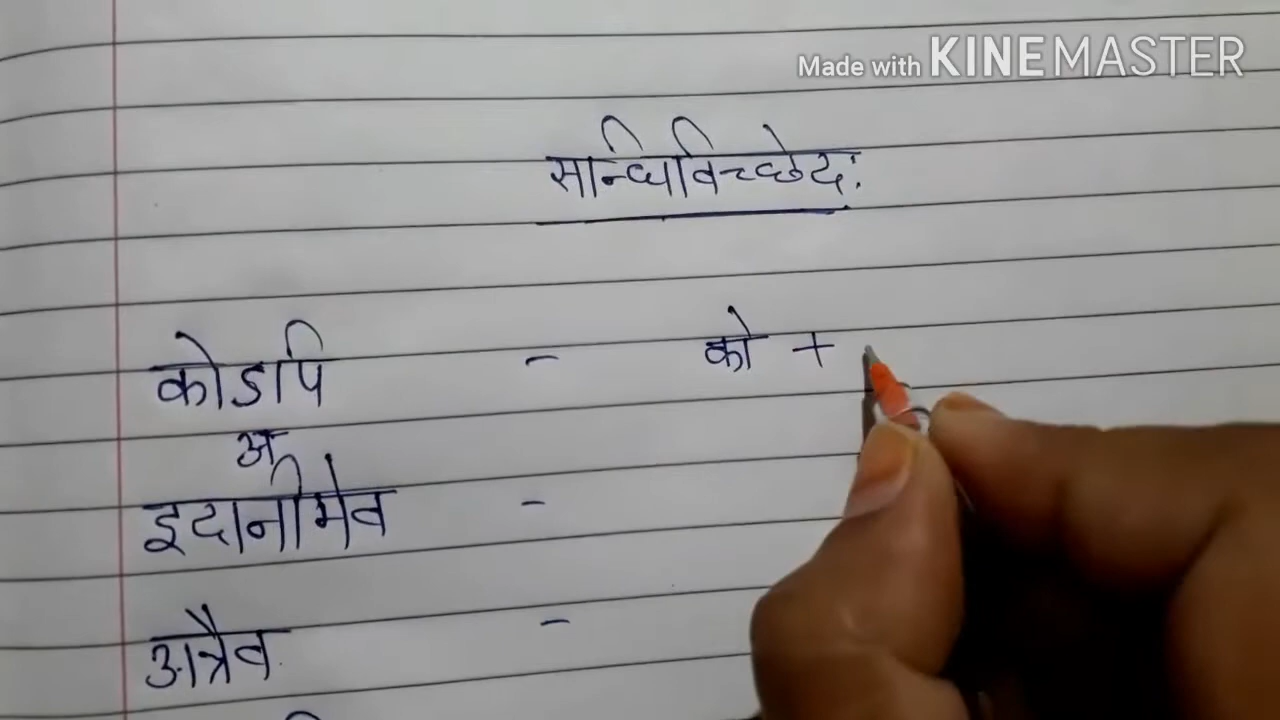 Made with KINEMASTER
सन्धिविच्छेदः
कोऽपि - को +
अ
इदानीमेव -
अत्रैव -